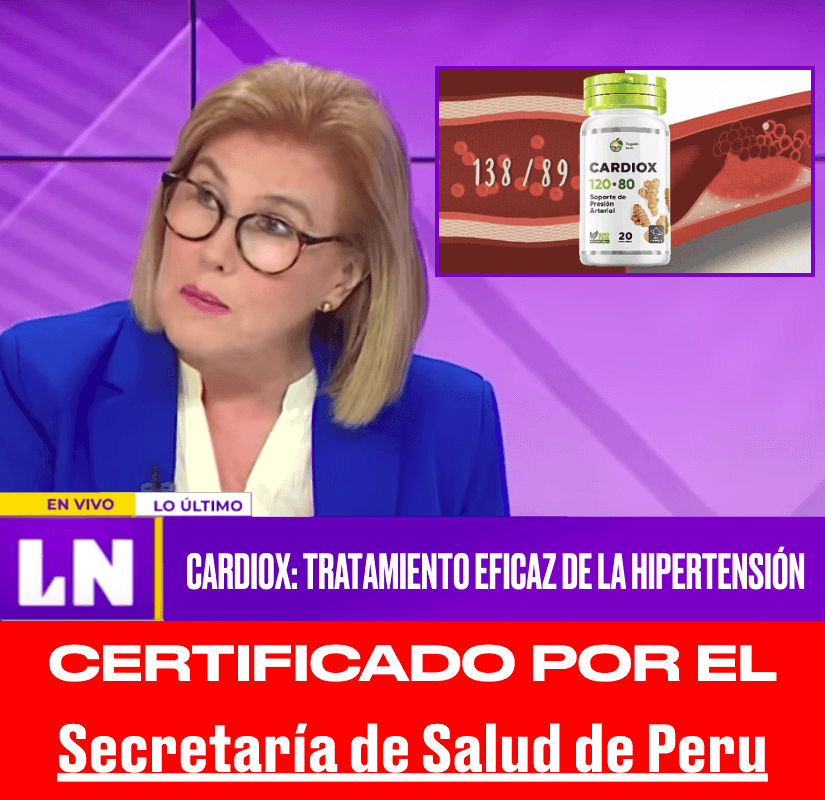 138 / 89
CARDIOX
120•80
Soporte de
Presión
Arterial
20
EN VIVO
LO ÚLTIMO
LN
CARDIOX: TRATAMIENTO EFICAZ DE LA HIPERTENSIÓN
CERTIFICADO POR EL
Secretaría de Salud de Peru